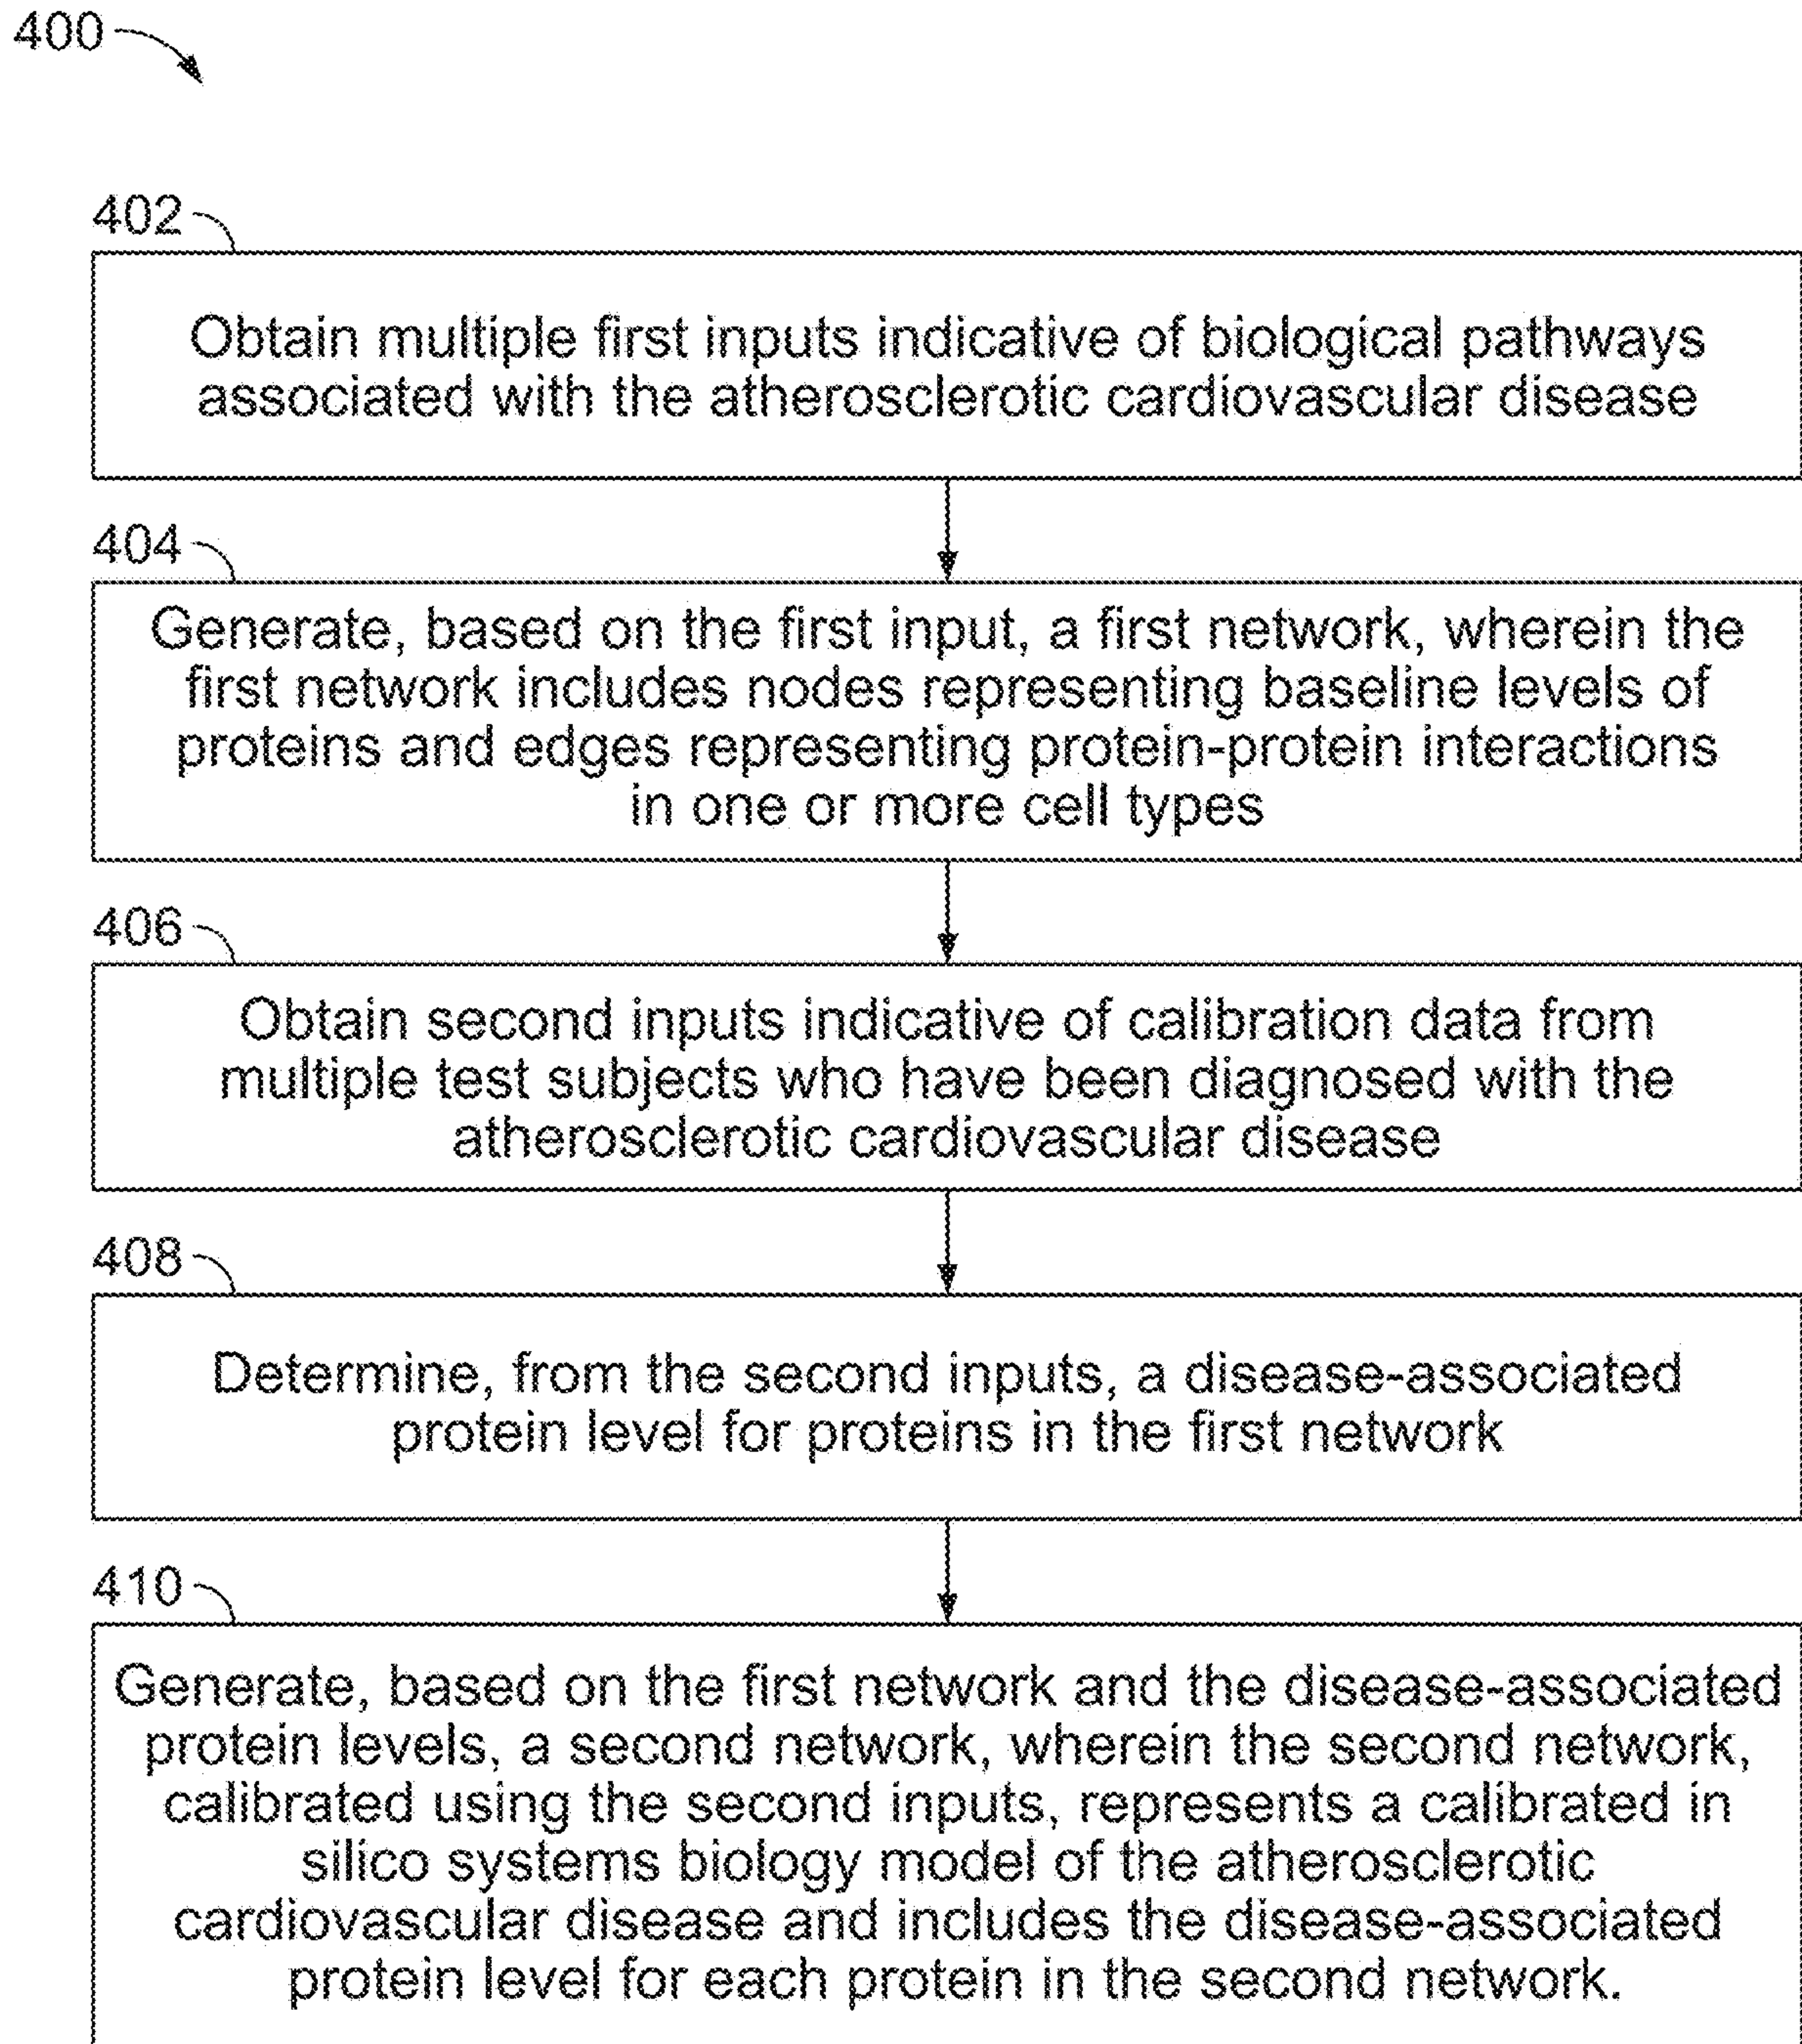 400
402
Obtain multiple first inputs indicative of biological pathways
associated with the atherosclerotic cardiovascular disease
404
Generate, based on the first input, a first network, wherein the
first network includes nodes representing baseline levels of
proteins and edges representing protein-protein interactions
in one or more cell types
406
Obtain second inputs indicative of calibration data from
multiple test subjects who have been diagnosed with the
atherosclerotic cardiovascular disease
408
Determine, from the second inputs, a disease-associated
protein level for proteins in the first network
410
Generate, based on the first network and the disease-associated
protein levels, a second network, wherein the second network,
calibrated using the second inputs, represents a calibrated in
silico systems biology model of the atherosclerotic
cardiovascular disease and includes the disease-associated
protein level for each protein in the second network.